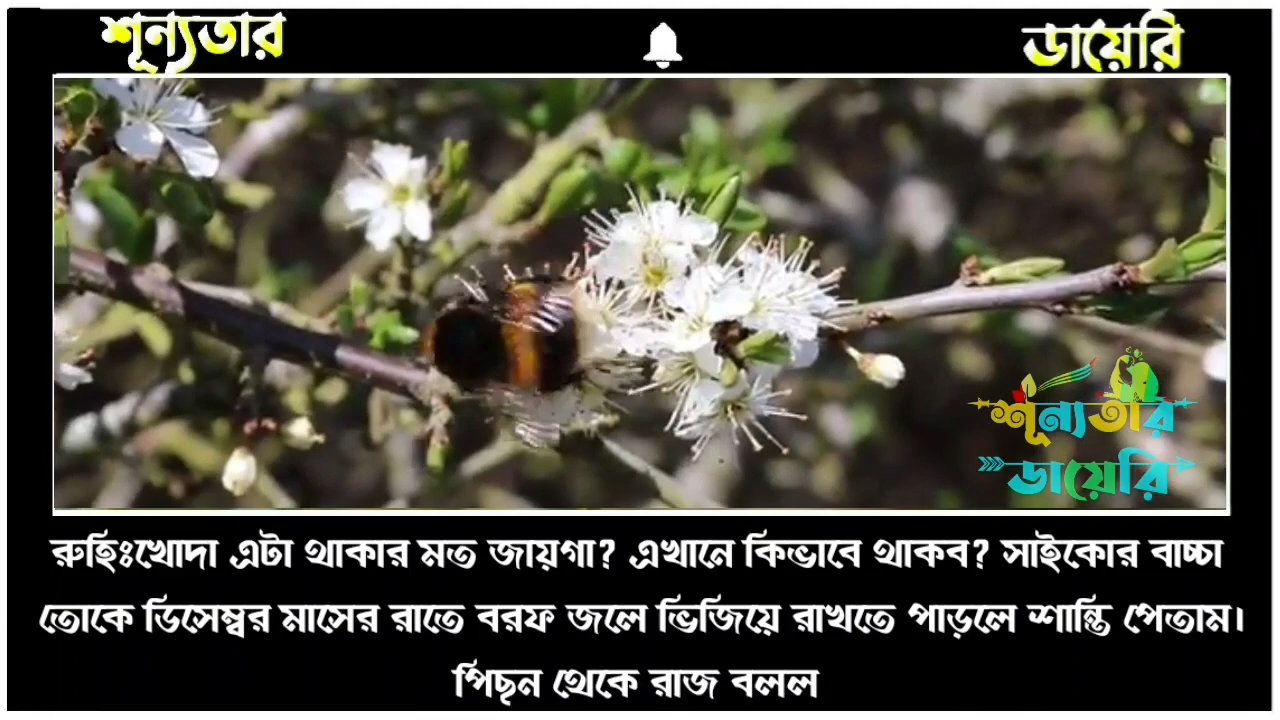 শূন্যতার ডায়েরি
শূন্যতার
ডায়েরি
রুহিঃখোদা এটা থাকার মত জায়গা? এখানে কিভাবে থাকব? সাইকোর বাচ্চা
তোকে ডিসেম্বর মাসের রাতে বরফ জলে ভিজিয়ে রাখতে পাড়লে শান্তি পেতাম।
পিছন থেকে রাজ বলল